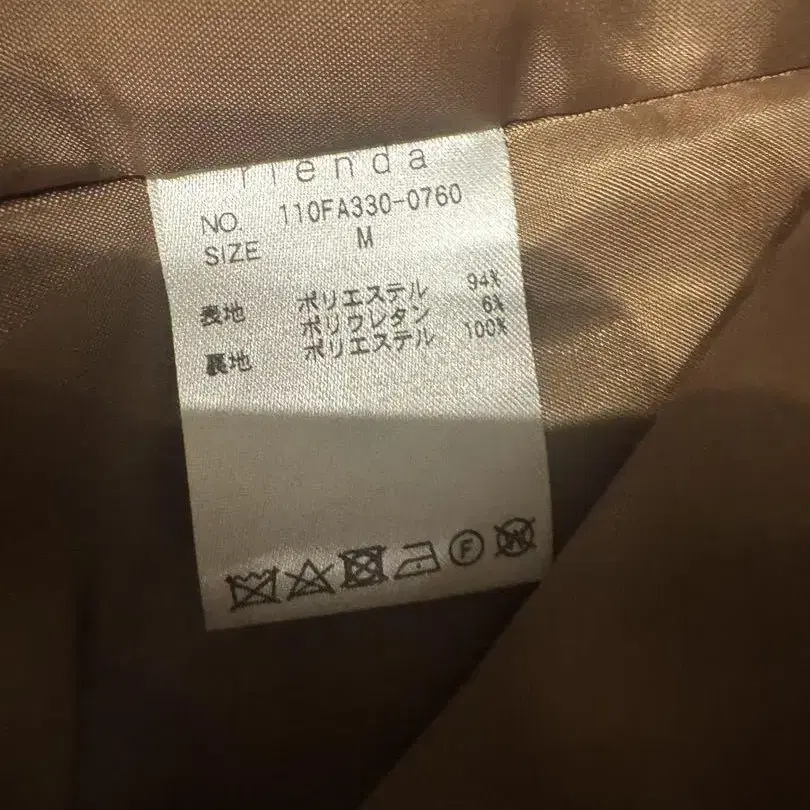 rienda
NO. 110FA330-0760
SIZE M
表地 ポリエステル 94%
ポリウレタン 6%
裏地 ポリエステル 100%
F
W